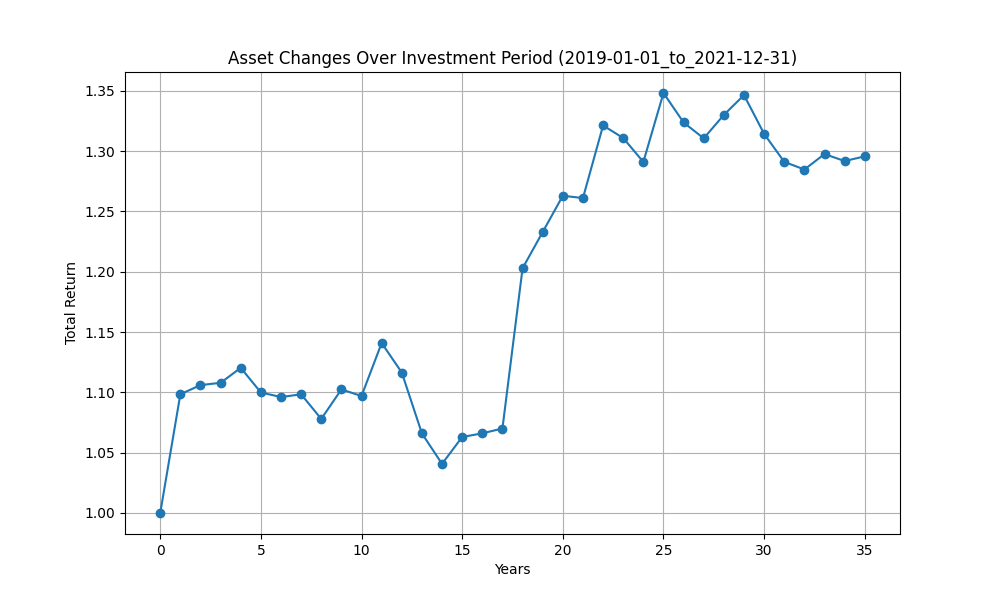 Asset Changes Over Investment Period (2019-01-01_to_2021-12-31)
1.35
1.30
1.25
1.20
1.15
1.10
1.05
1.00
Total Return
0 5 10 15 20 25 30 35
Years